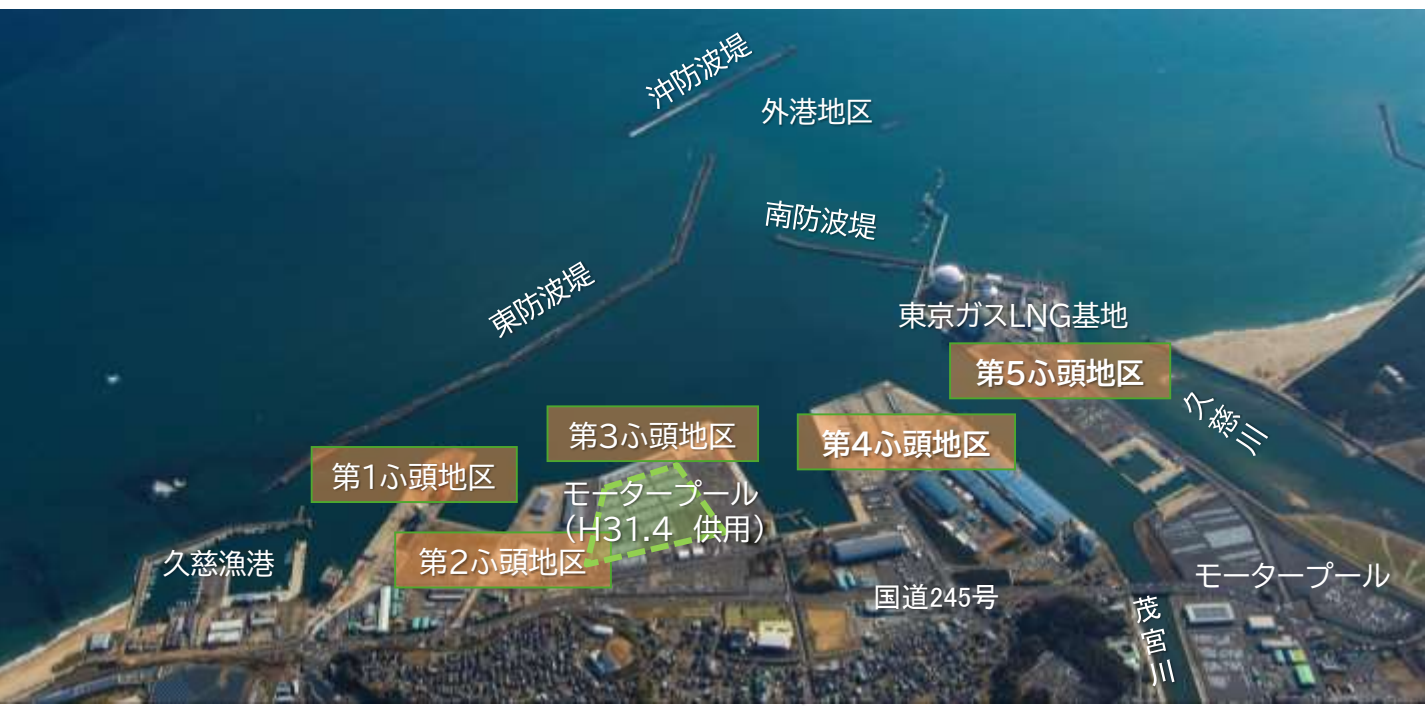 沖防波堤
外港地区
南防波堤
東防波堤
東京ガスLNG基地
第5ふ頭地区
久慈川
第3ふ頭地区
第4ふ頭地区
第1ふ頭地区
モータープール
（H31.4 供用）
第2ふ頭地区
久慈漁港
国道245号
モータープール
茂宮川